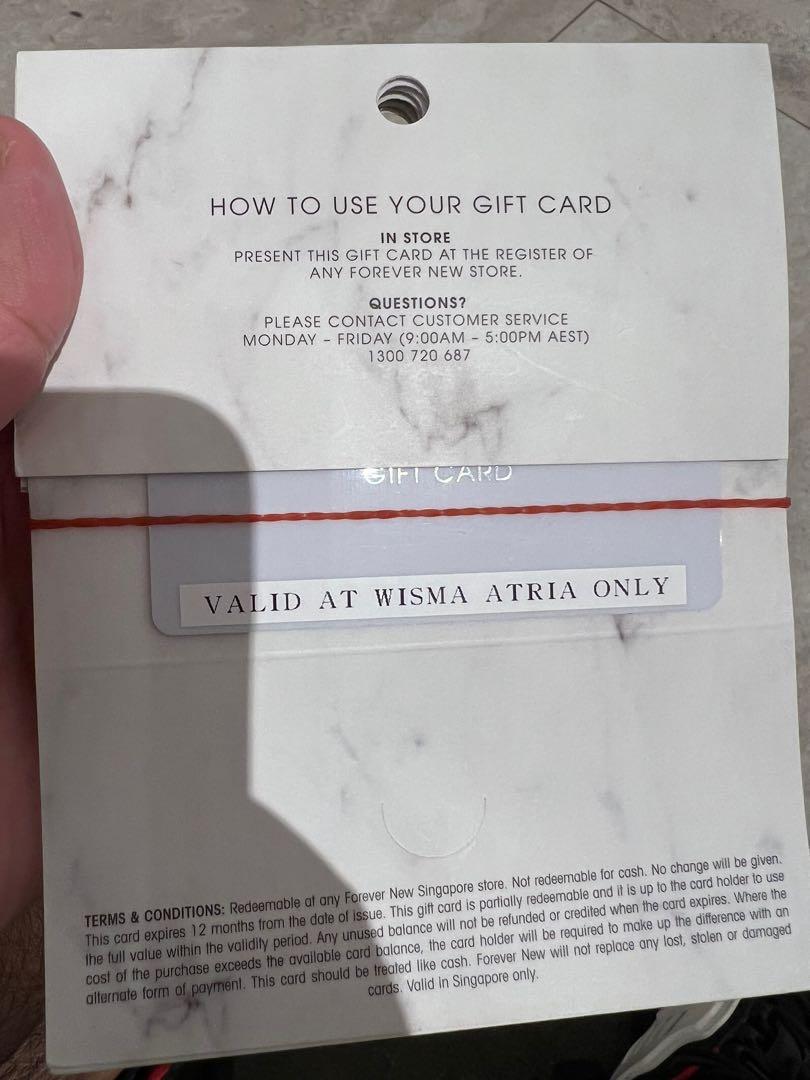 HOW TO USE YOUR GIFT CARD
IN STORE
PRESENT THIS GIFT CARD AT THE REGISTER OF
ANY FOREVER NEW STORE.
QUESTIONS?
PLEASE CONTACT CUSTOMER SERVICE
MONDAY – FRIDAY (9:00AM – 5:00PM AEST)
1300 720 687
GIFT CARD
VALID AT WISMA ATRIA ONLY
TERMS & CONDITIONS: Redeemable at any Forever New Singapore store. Not redeemable for cash. No change will be given.
This card expires 12 months from the date of issue. This gift card is partially redeemable and it is up to the card holder to use
the full value within the validity period. Any unused balance will not be refunded or credited when the card expires. Where the
cost of the purchase exceeds the available card balance, the card holder will be required to make up the difference with an
alternate form of payment. This card should be treated like cash. Forever New will not replace any lost, stolen or damaged
cards. Valid in Singapore only.